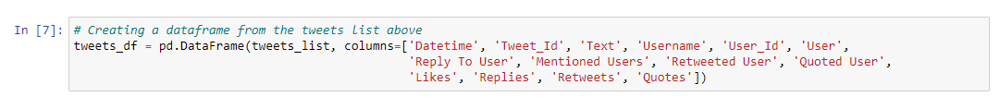 In [7]: # Creating a dataframe from the tweets list above
tweets_df = pd.DataFrame(tweets_list, columns=['Datetime', 'Tweet_Id', 'Text', 'Username', 'User_Id', 'User',
'Reply To User', 'Mentioned Users', 'Retweeted User', 'Quoted User',
'Likes', 'Replies', 'Retweets', 'Quotes'])